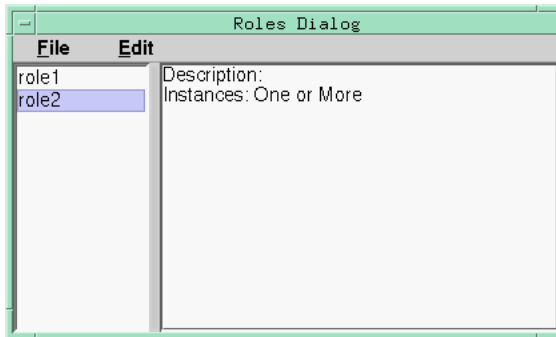 Roles Dialog
File Edit
role1
role2
Description:
Instances: One or More